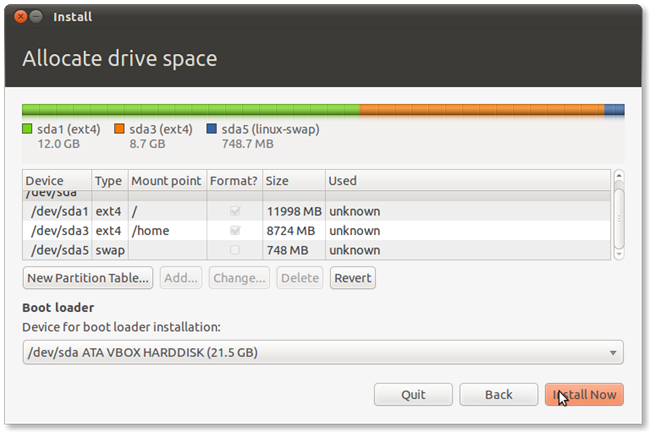 Install
Allocate drive space
sda1 (ext4) sda3 (ext4) sda5 (linux-swap)
12.0 GB 8.7 GB 748.7 MB
Device Type Mount point Format? Size Used
/dev/sda
/dev/sda1 ext4 / 11998 MB unknown
/dev/sda3 ext4 /home 8724 MB unknown
/dev/sda5 swap 748 MB unknown
New Partition Table... Add... Change... Delete Revert
Boot loader
Device for boot loader installation:
/dev/sda ATA VBOX HARDDISK (21.5 GB)
Quit Back Install Now